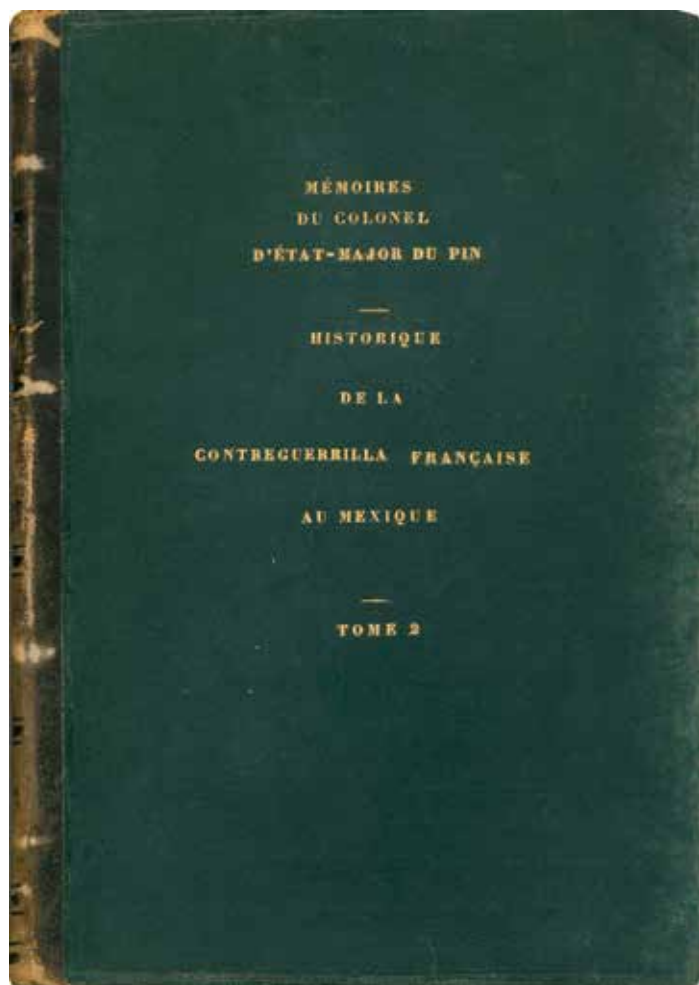 MÉMOIRES
DU COLONEL
D'ÉTAT-MAJOR DU PIN
HISTORIQUE
DE LA
CONTREGUERRILLA FRANÇAISE
AU MEXIQUE
TOME 2